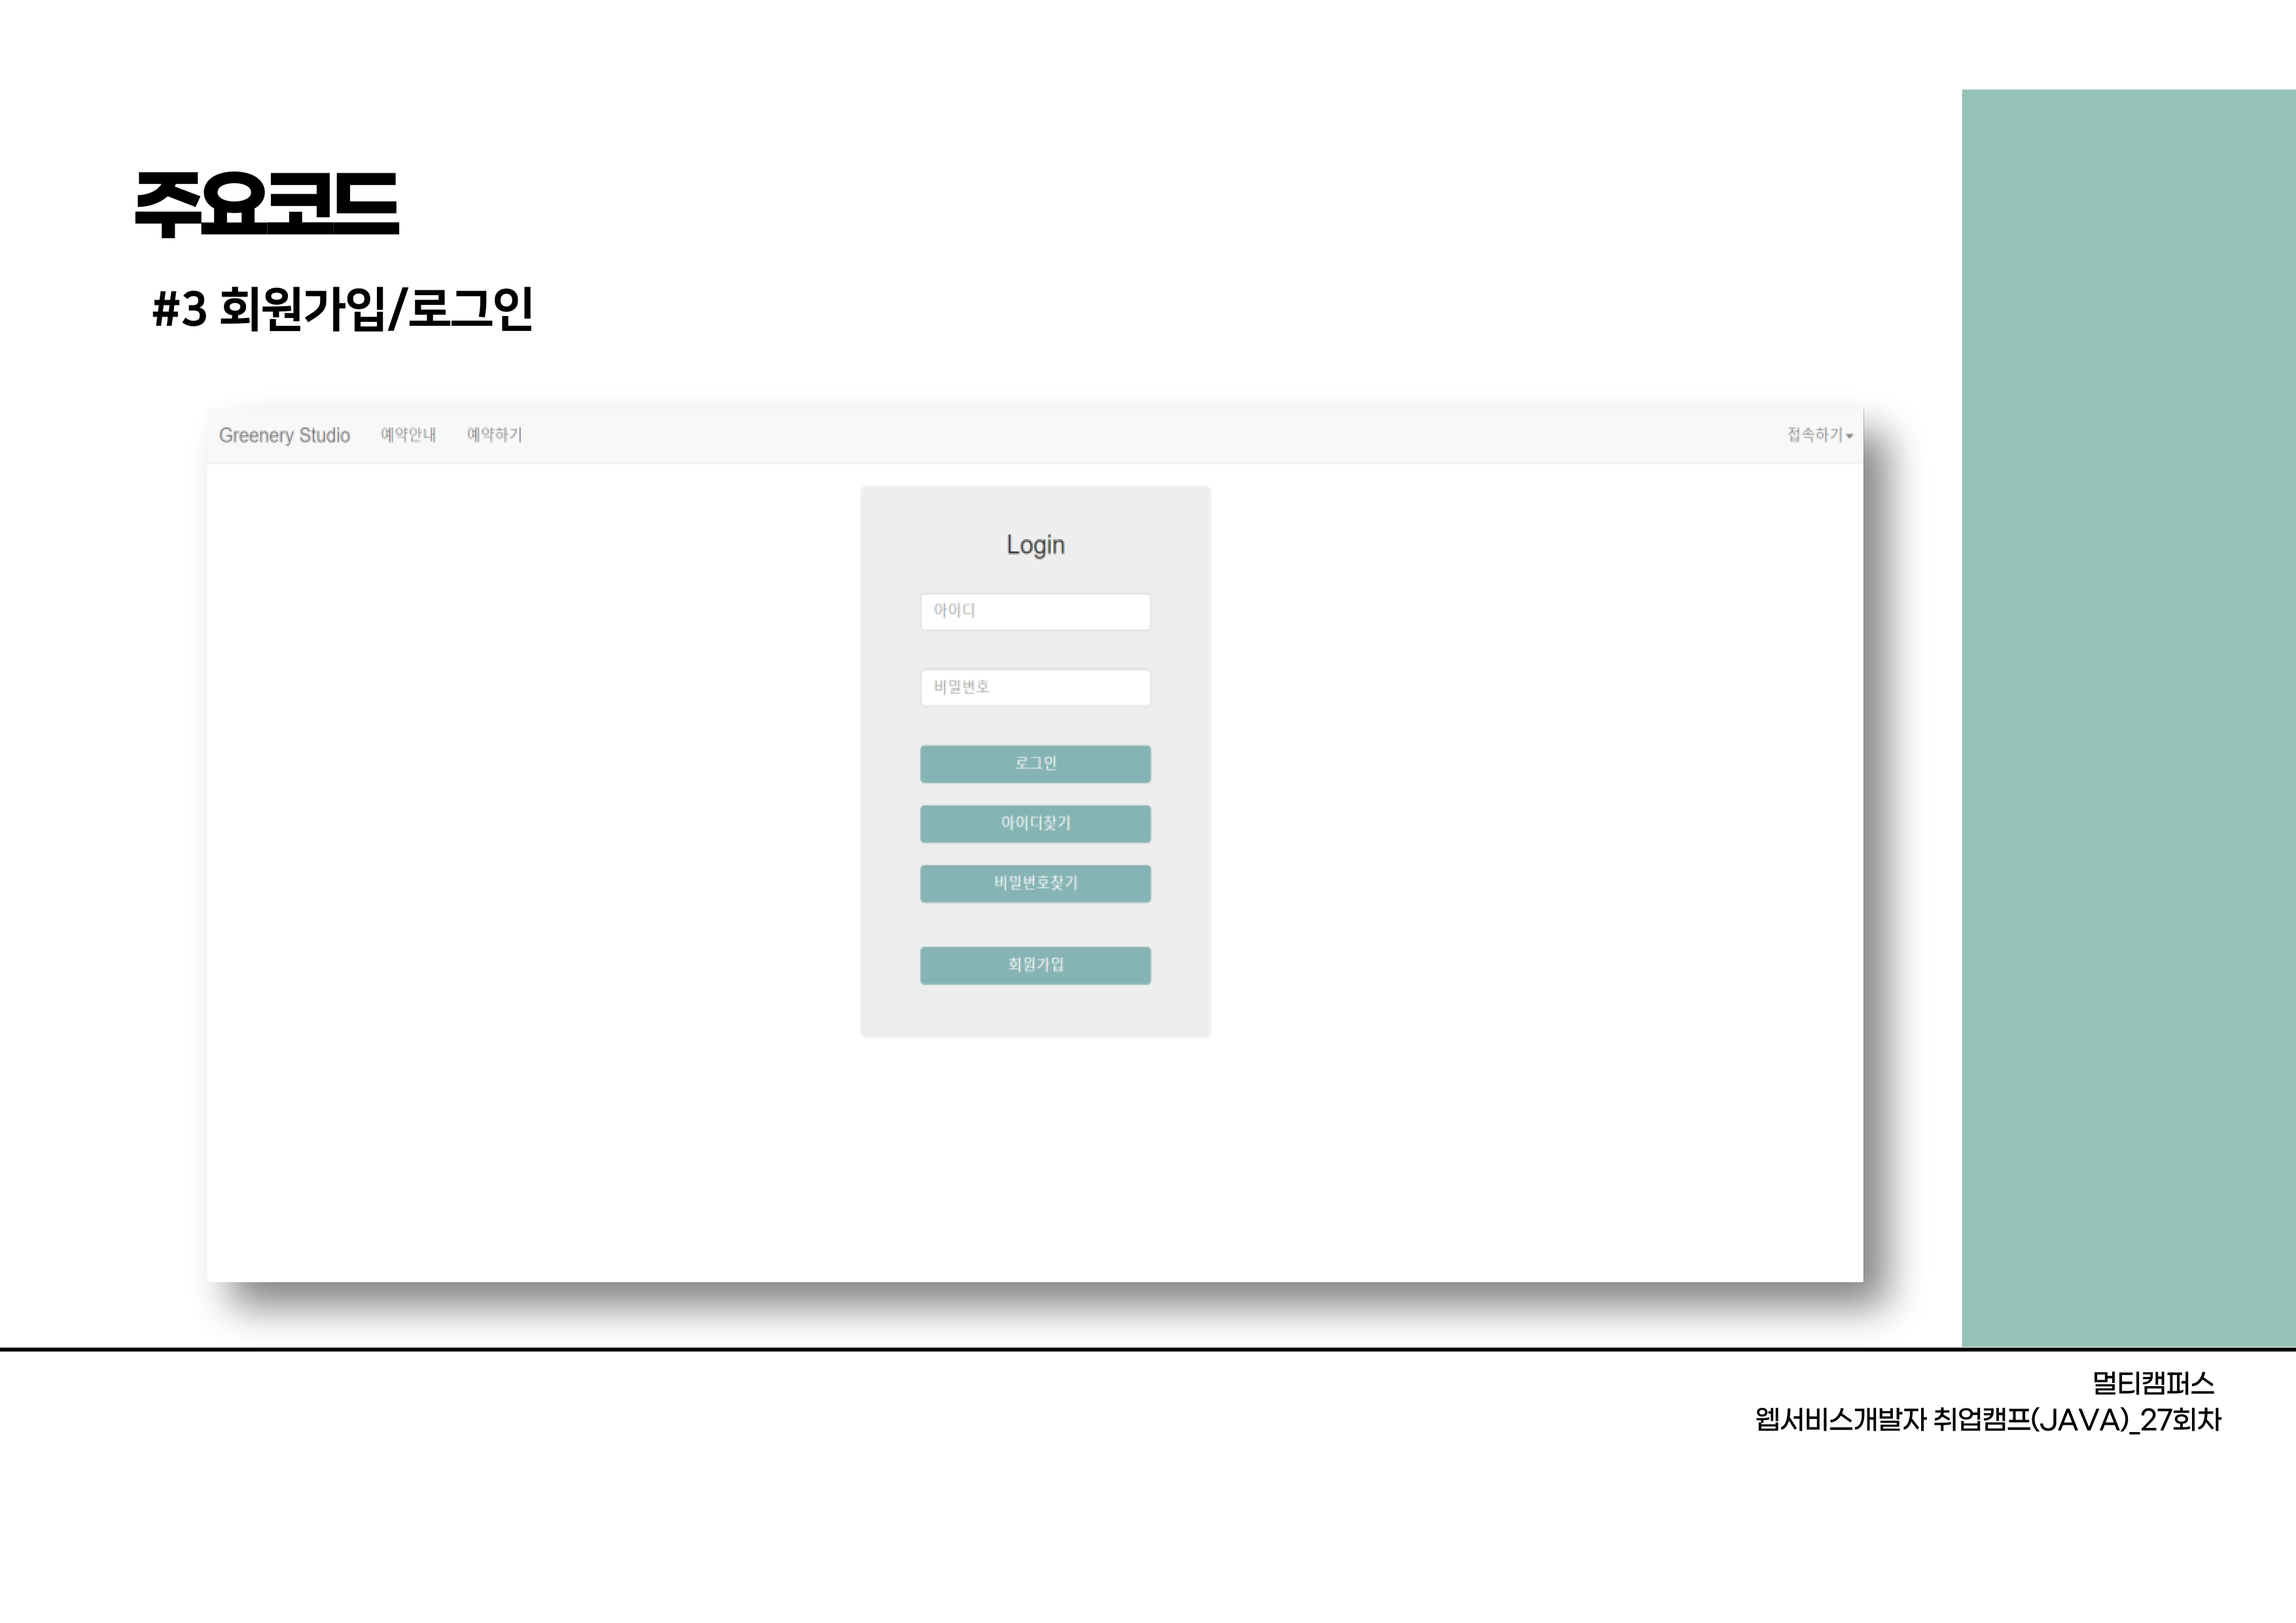 주요코드
#3 회원가입/로그인
Greenery Studio 예약안내 예약하기 접속하기
Login
아이디
비밀번호
로그인
아이디찾기
비밀번호찾기
회원가입
멀티캠퍼스
웹서비스개발자 취업캠프(JAVA)_27회차